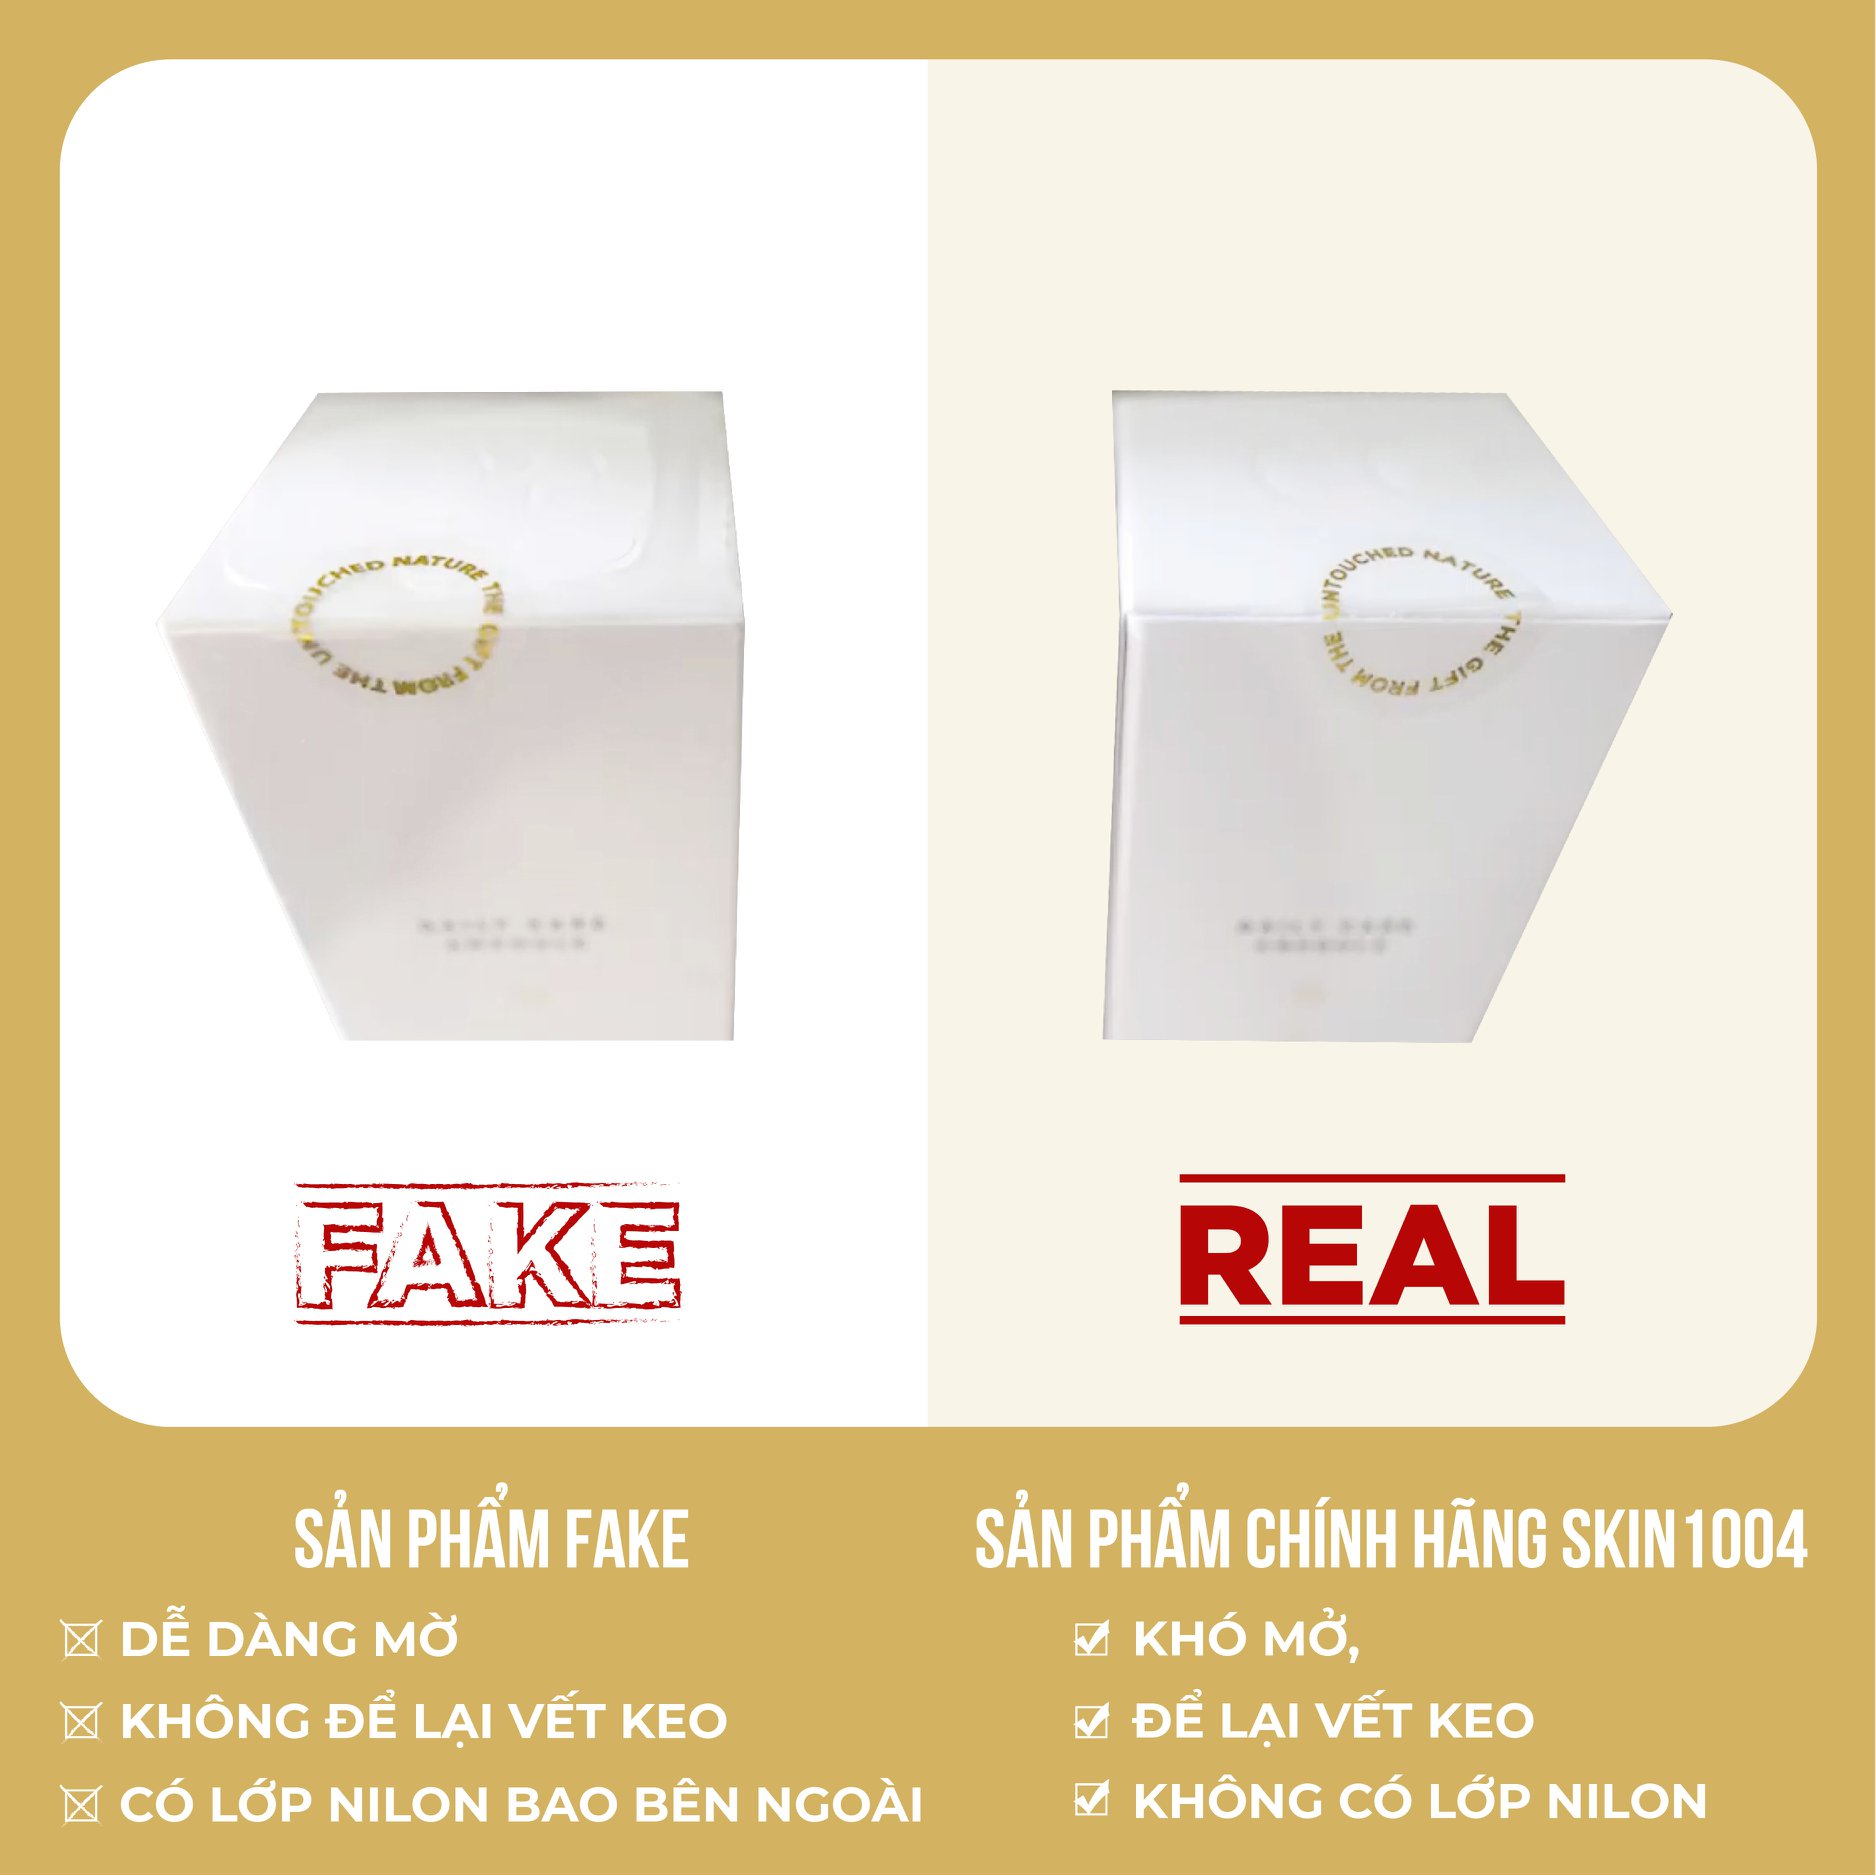 UNTOUCHED NATURE THE GIFT FROM THE
UNTOUCHED NATURE THE GIFT FROM THE
FAKE
REAL
SẢN PHẨM FAKE
DỄ DÀNG MỜ
KHÔNG ĐỂ LẠI VẾT KEO
CÓ LỚP NILON BAO BÊN NGOÀI
SẢN PHẨM CHÍNH HÃNG SKIN1004
KHÓ MỞ,
ĐỂ LẠI VẾT KEO
KHÔNG CÓ LỚP NILON